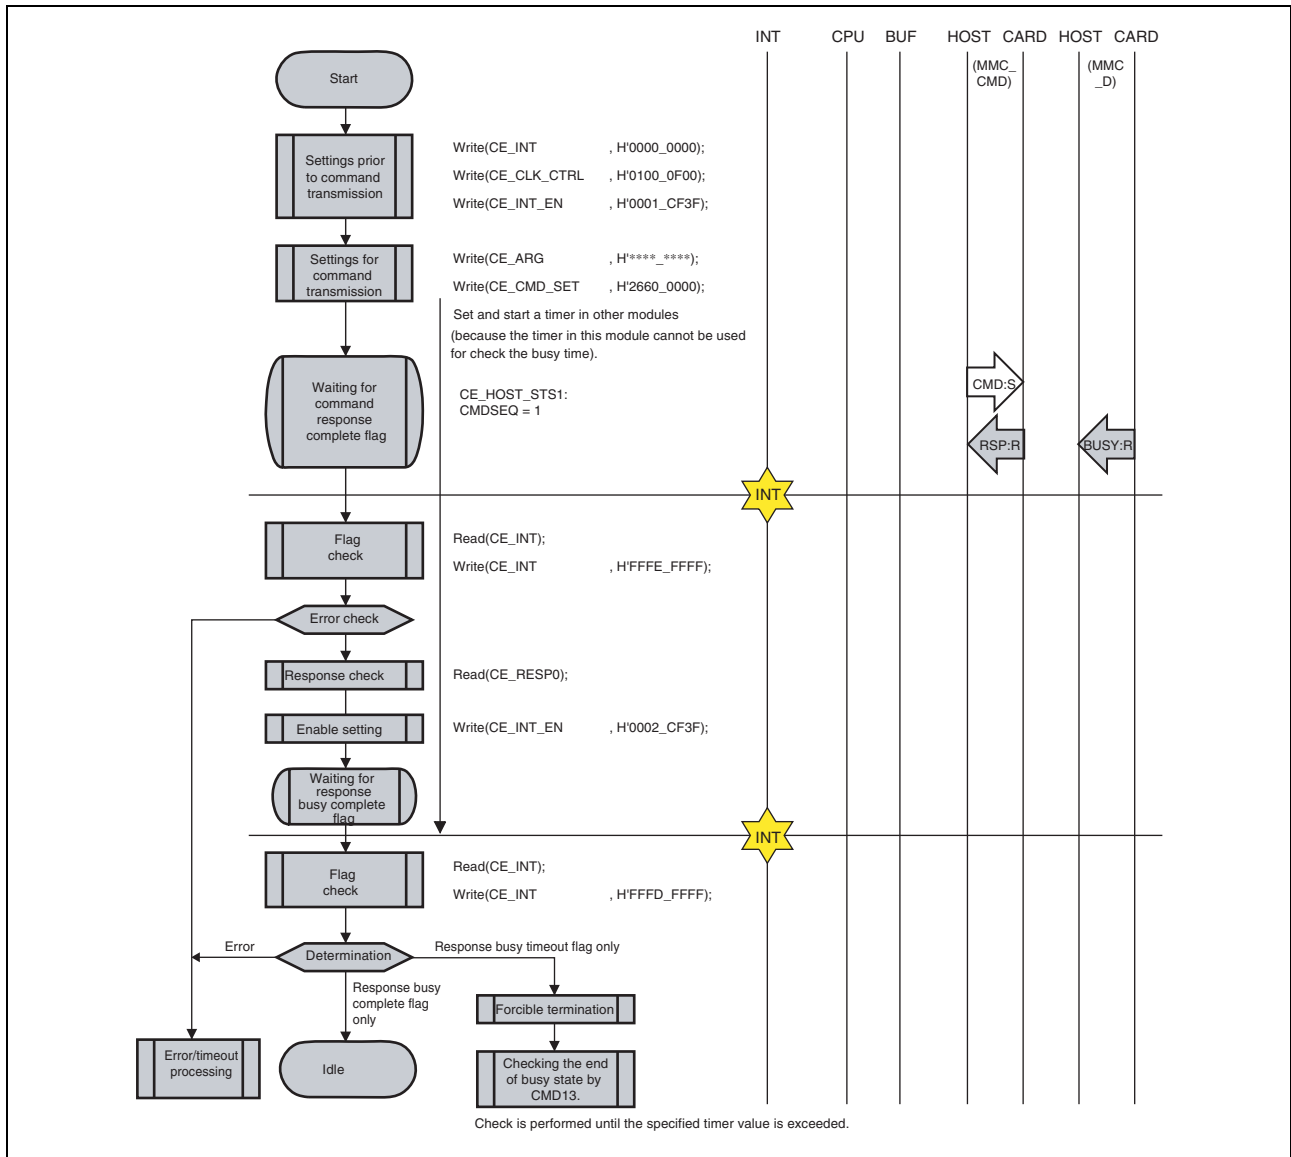 INT CPU BUF HOST CARD HOST CARD
(MMC_
CMD)
(MMC
_D)
Start
Settings prior
to command
transmission
Write(CE_INT , H'0000_0000);
Write(CE_CLK_CTRL , H'0100_0F00);
Write(CE_INT_EN , H'0001_CF3F);
Settings for
command
transmission
Write(CE_ARG , H'****_****);
Write(CE_CMD_SET , H'2660_0000);
Set and start a timer in other modules
(because the timer in this module cannot be used
for check the busy time).
Waiting for
command
response
complete flag
CE_HOST_STS1:
CMDSEQ = 1
CMD:S
RSP:R
BUSY:R
INT
Flag
check
Read(CE_INT);
Write(CE_INT , H'FFFE_FFFF);
Error check
Response check
Read(CE_RESP0);
Enable setting
Write(CE_INT_EN , H'0002_CF3F);
Waiting for
response
busy complete
flag
INT
Flag
check
Read(CE_INT);
Write(CE_INT , H'FFFD_FFFF);
Error
Determination
Response busy timeout flag only
Response busy
complete flag
only
Forcible termination
Error/timeout
processing
Idle
Checking the end
of busy state by
CMD13.
Check is performed until the specified timer value is exceeded.